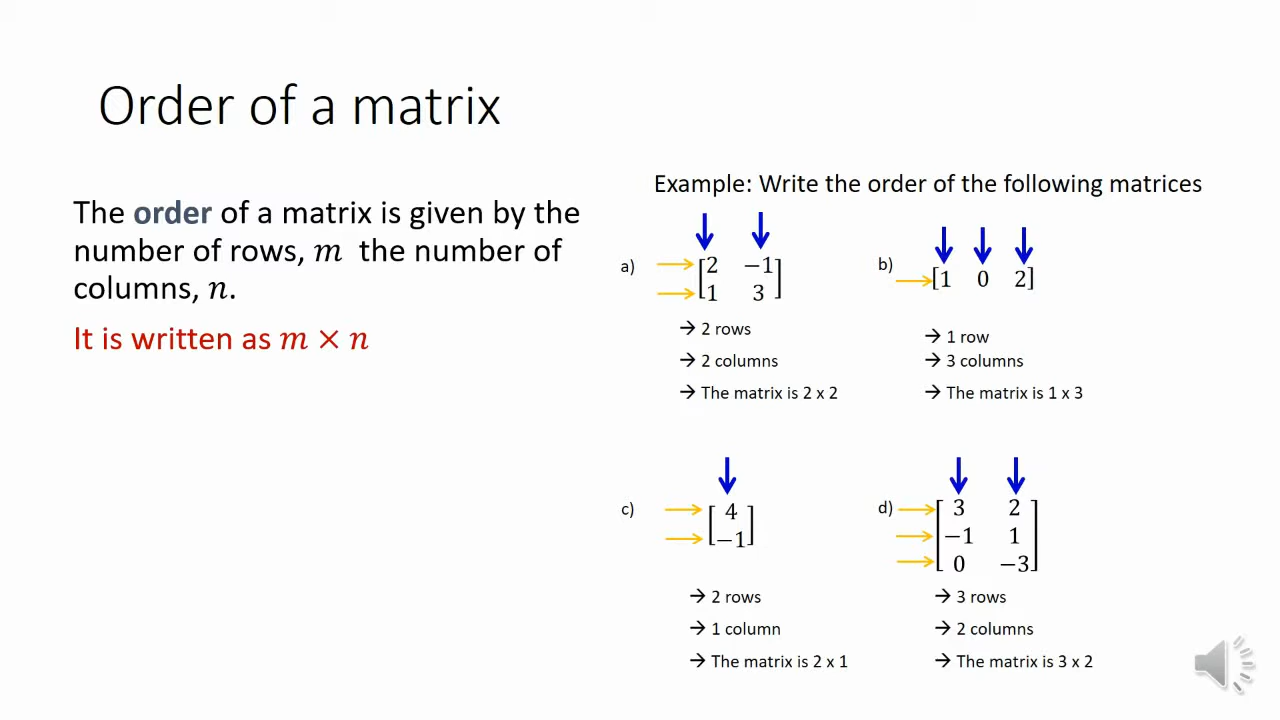 Order of a matrix
The order of a matrix is given by the
number of rows, m the number of
columns, n.
It is written as m × n
Example: Write the order of the following matrices
a)
[2 −1]
[1 3]
→ 2 rows
→ 2 columns
→ The matrix is 2 x 2
b)
[1 0 2]
→ 1 row
→ 3 columns
→ The matrix is 1 x 3
c)
[4]
[−1]
→ 2 rows
→ 1 column
→ The matrix is 2 x 1
d)
[3 2]
[−1 1]
[0 −3]
→ 3 rows
→ 2 columns
→ The matrix is 3 x 2